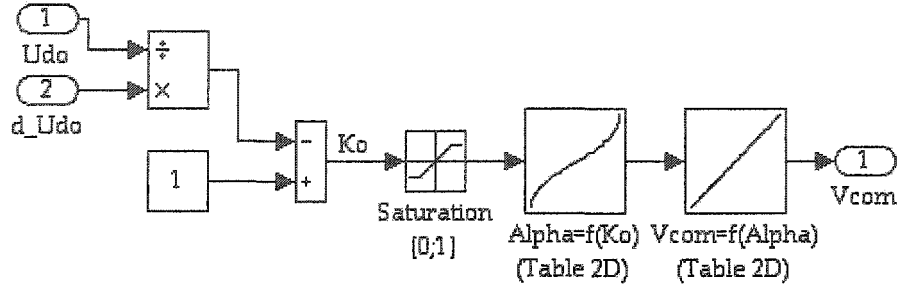 1
Udo
÷
×
2
d_Udo
1
−
+
Ko
Saturation
[0;1]
Alpha=f(Ko)
(Table 2D)
Vcom=f(Alpha)
(Table 2D)
1
Vcom